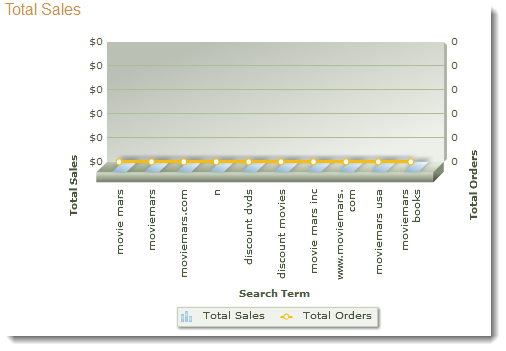 Total Sales
$0
$0
$0
$0
$0
$0
0
0
0
0
0
0
Total Sales
Total Orders
movie mars
moviemars
moviemars.com
n
discount dvds
discount movies
movie mars inc
www.moviemars.
com
moviemars usa
moviemars
books
Search Term
Total Sales
Total Orders